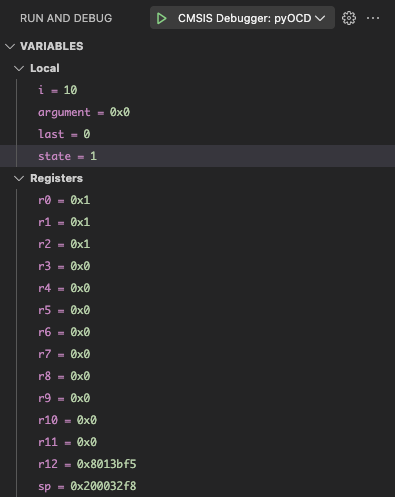 RUN AND DEBUG CMSIS Debugger: pyOCD
VARIABLES
Local
i = 10
argument = 0x0
last = 0
state = 1
Registers
r0 = 0x1
r1 = 0x1
r2 = 0x1
r3 = 0x0
r4 = 0x0
r5 = 0x0
r6 = 0x0
r7 = 0x0
r8 = 0x0
r9 = 0x0
r10 = 0x0
r11 = 0x0
r12 = 0x8013bf5
sp = 0x200032f8